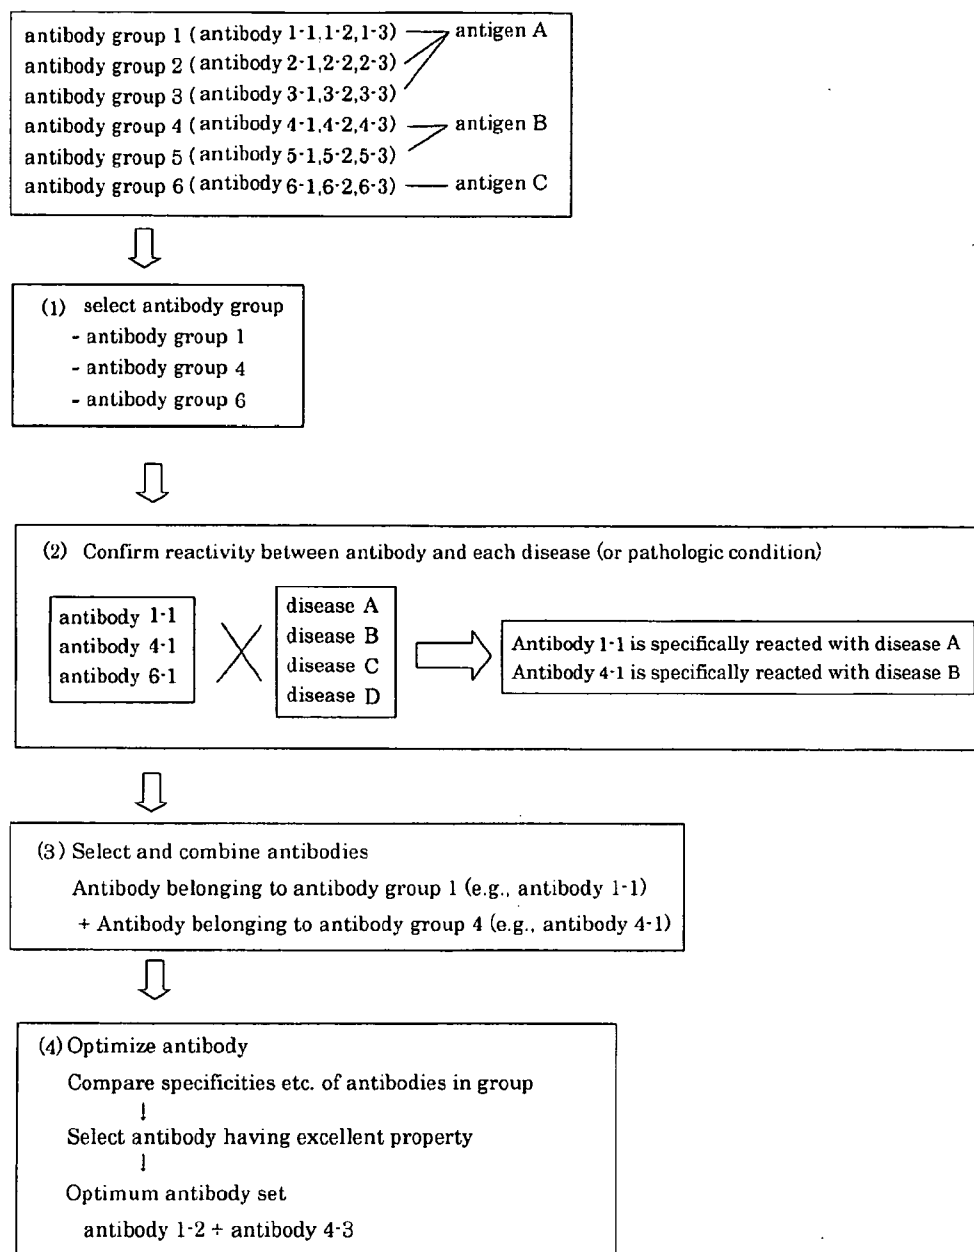 antibody group 1 (antibody 1-1,1-2,1-3) antigen A
antibody group 2 (antibody 2-1,2-2,2-3)
antibody group 3 (antibody 3-1,3-2,3-3)
antibody group 4 (antibody 4-1,4-2,4-3) antigen B
antibody group 5 (antibody 5-1,5-2,5-3)
antibody group 6 (antibody 6-1,6-2,6-3) antigen C
(1) select antibody group
- antibody group 1
- antibody group 4
- antibody group 6
(2) Confirm reactivity between antibody and each disease (or pathologic condition)
antibody 1-1
antibody 4-1
antibody 6-1
disease A
disease B
disease C
disease D
Antibody 1-1 is specifically reacted with disease A
Antibody 4-1 is specifically reacted with disease B
(3) Select and combine antibodies
Antibody belonging to antibody group 1 (e.g., antibody 1-1)
+ Antibody belonging to antibody group 4 (e.g., antibody 4-1)
(4) Optimize antibody
Compare specificities etc. of antibodies in group
Select antibody having excellent property
Optimum antibody set
antibody 1-2 + antibody 4-3